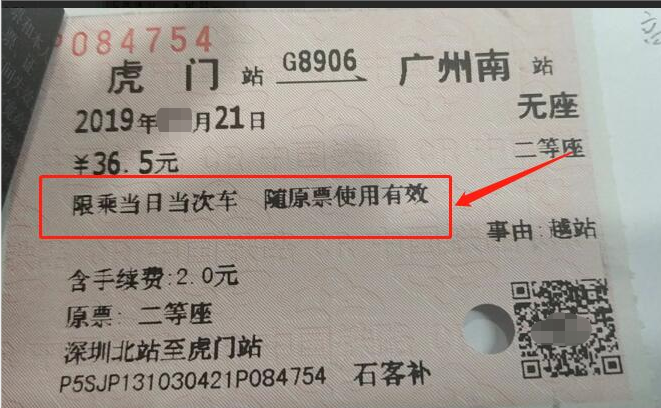 P084754
虎 门 站 G8906 广州南 站
2019年 月21日 无座
￥36.5元 二等座
限乘当日当次车 随原票使用有效
事由:越站
含手续费:2.0元
原票: 二等座
深圳北站至虎门站
P5SJP131030421P084754 石客补